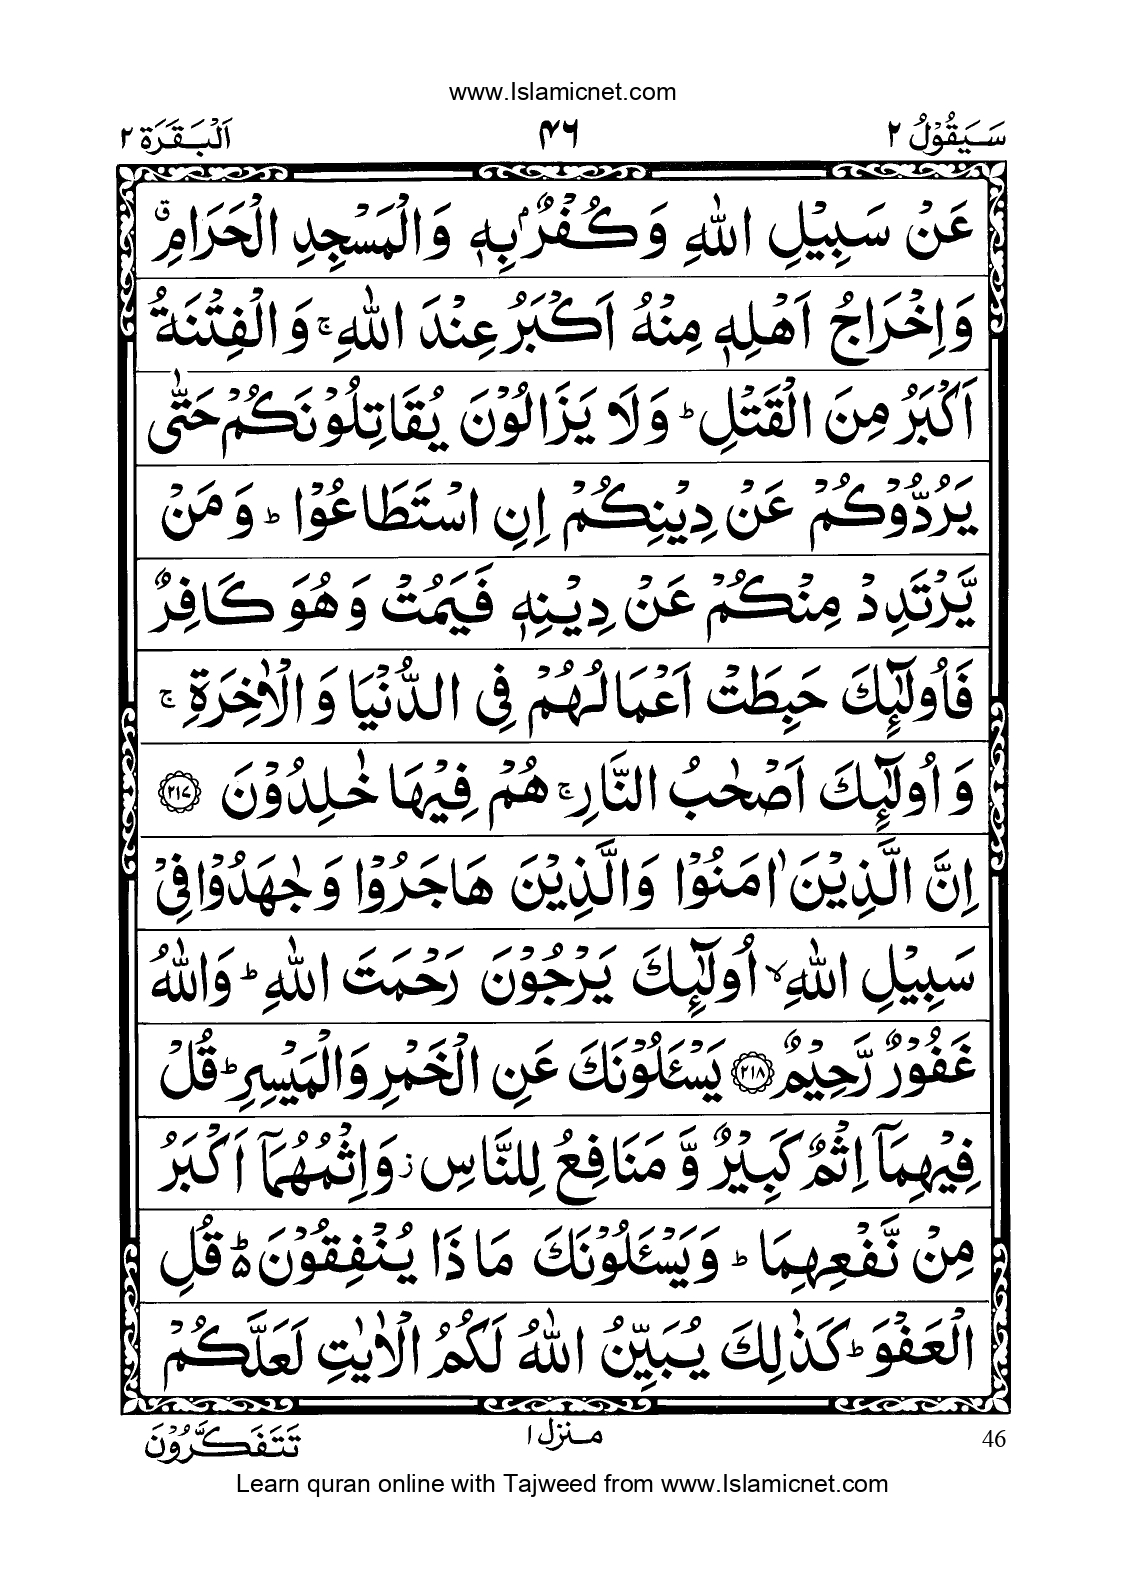 www.Islamicnet.com
سَيَقُوْلُ ٢ ٤٦ اَلْبَقَرَة ٢
عَنْ سَبِيْلِ اللّٰهِ وَكُفْرٌۢ بِهٖ وَالْمَسْجِدِ الْحَرَامِ ۗ
وَاِخْرَاجُ اَهْلِهٖ مِنْهُ اَكْبَرُ عِنْدَ اللّٰهِ ۚ وَالْفِتْنَةُ
اَكْبَرُ مِنَ الْقَتْلِ ؕ وَلَا يَزَالُوْنَ يُقَاتِلُوْنَكُمْ حَتّٰى
يَرُدُّوْكُمْ عَنْ دِيْنِكُمْ اِنِ اسْتَطَاعُوْا ؕ وَمَنْ
يَّرْتَدِدْ مِنْكُمْ عَنْ دِيْنِهٖ فَيَمُتْ وَهُوَ كَافِرٌ
فَاُولٰٓئِكَ حَبِطَتْ اَعْمَالُهُمْ فِى الدُّنْيَا وَالْاٰخِرَةِ ۚ
وَاُولٰٓئِكَ اَصْحٰبُ النَّارِ ۚ هُمْ فِيْهَا خٰلِدُوْنَ ٢١٧
اِنَّ الَّذِيْنَ اٰمَنُوْا وَالَّذِيْنَ هَاجَرُوْا وَجٰهَدُوْا فِىْ
سَبِيْلِ اللّٰهِ ۙ اُولٰٓئِكَ يَرْجُوْنَ رَحْمَتَ اللّٰهِ ؕ وَاللّٰهُ
غَفُوْرٌ رَّحِيْمٌ ٢١٨ يَسْـَٔلُوْنَكَ عَنِ الْخَمْرِ وَالْمَيْسِرِ ؕ قُلْ
فِيْهِمَاۤ اِثْمٌ كَبِيْرٌ وَّمَنَافِعُ لِلنَّاسِ ز وَاِثْمُهُمَاۤ اَكْبَرُ
مِنْ نَّفْعِهِمَا ؕ وَيَسْـَٔلُوْنَكَ مَاذَا يُنْفِقُوْنَ ۵ؕ قُلِ
الْعَفْوَ ؕ كَذٰلِكَ يُبَيِّنُ اللّٰهُ لَكُمُ الْاٰيٰتِ لَعَلَّكُمْ
تَتَفَكَّرُوْنَ منزل ١ 46
Learn quran online with Tajweed from www.Islamicnet.com